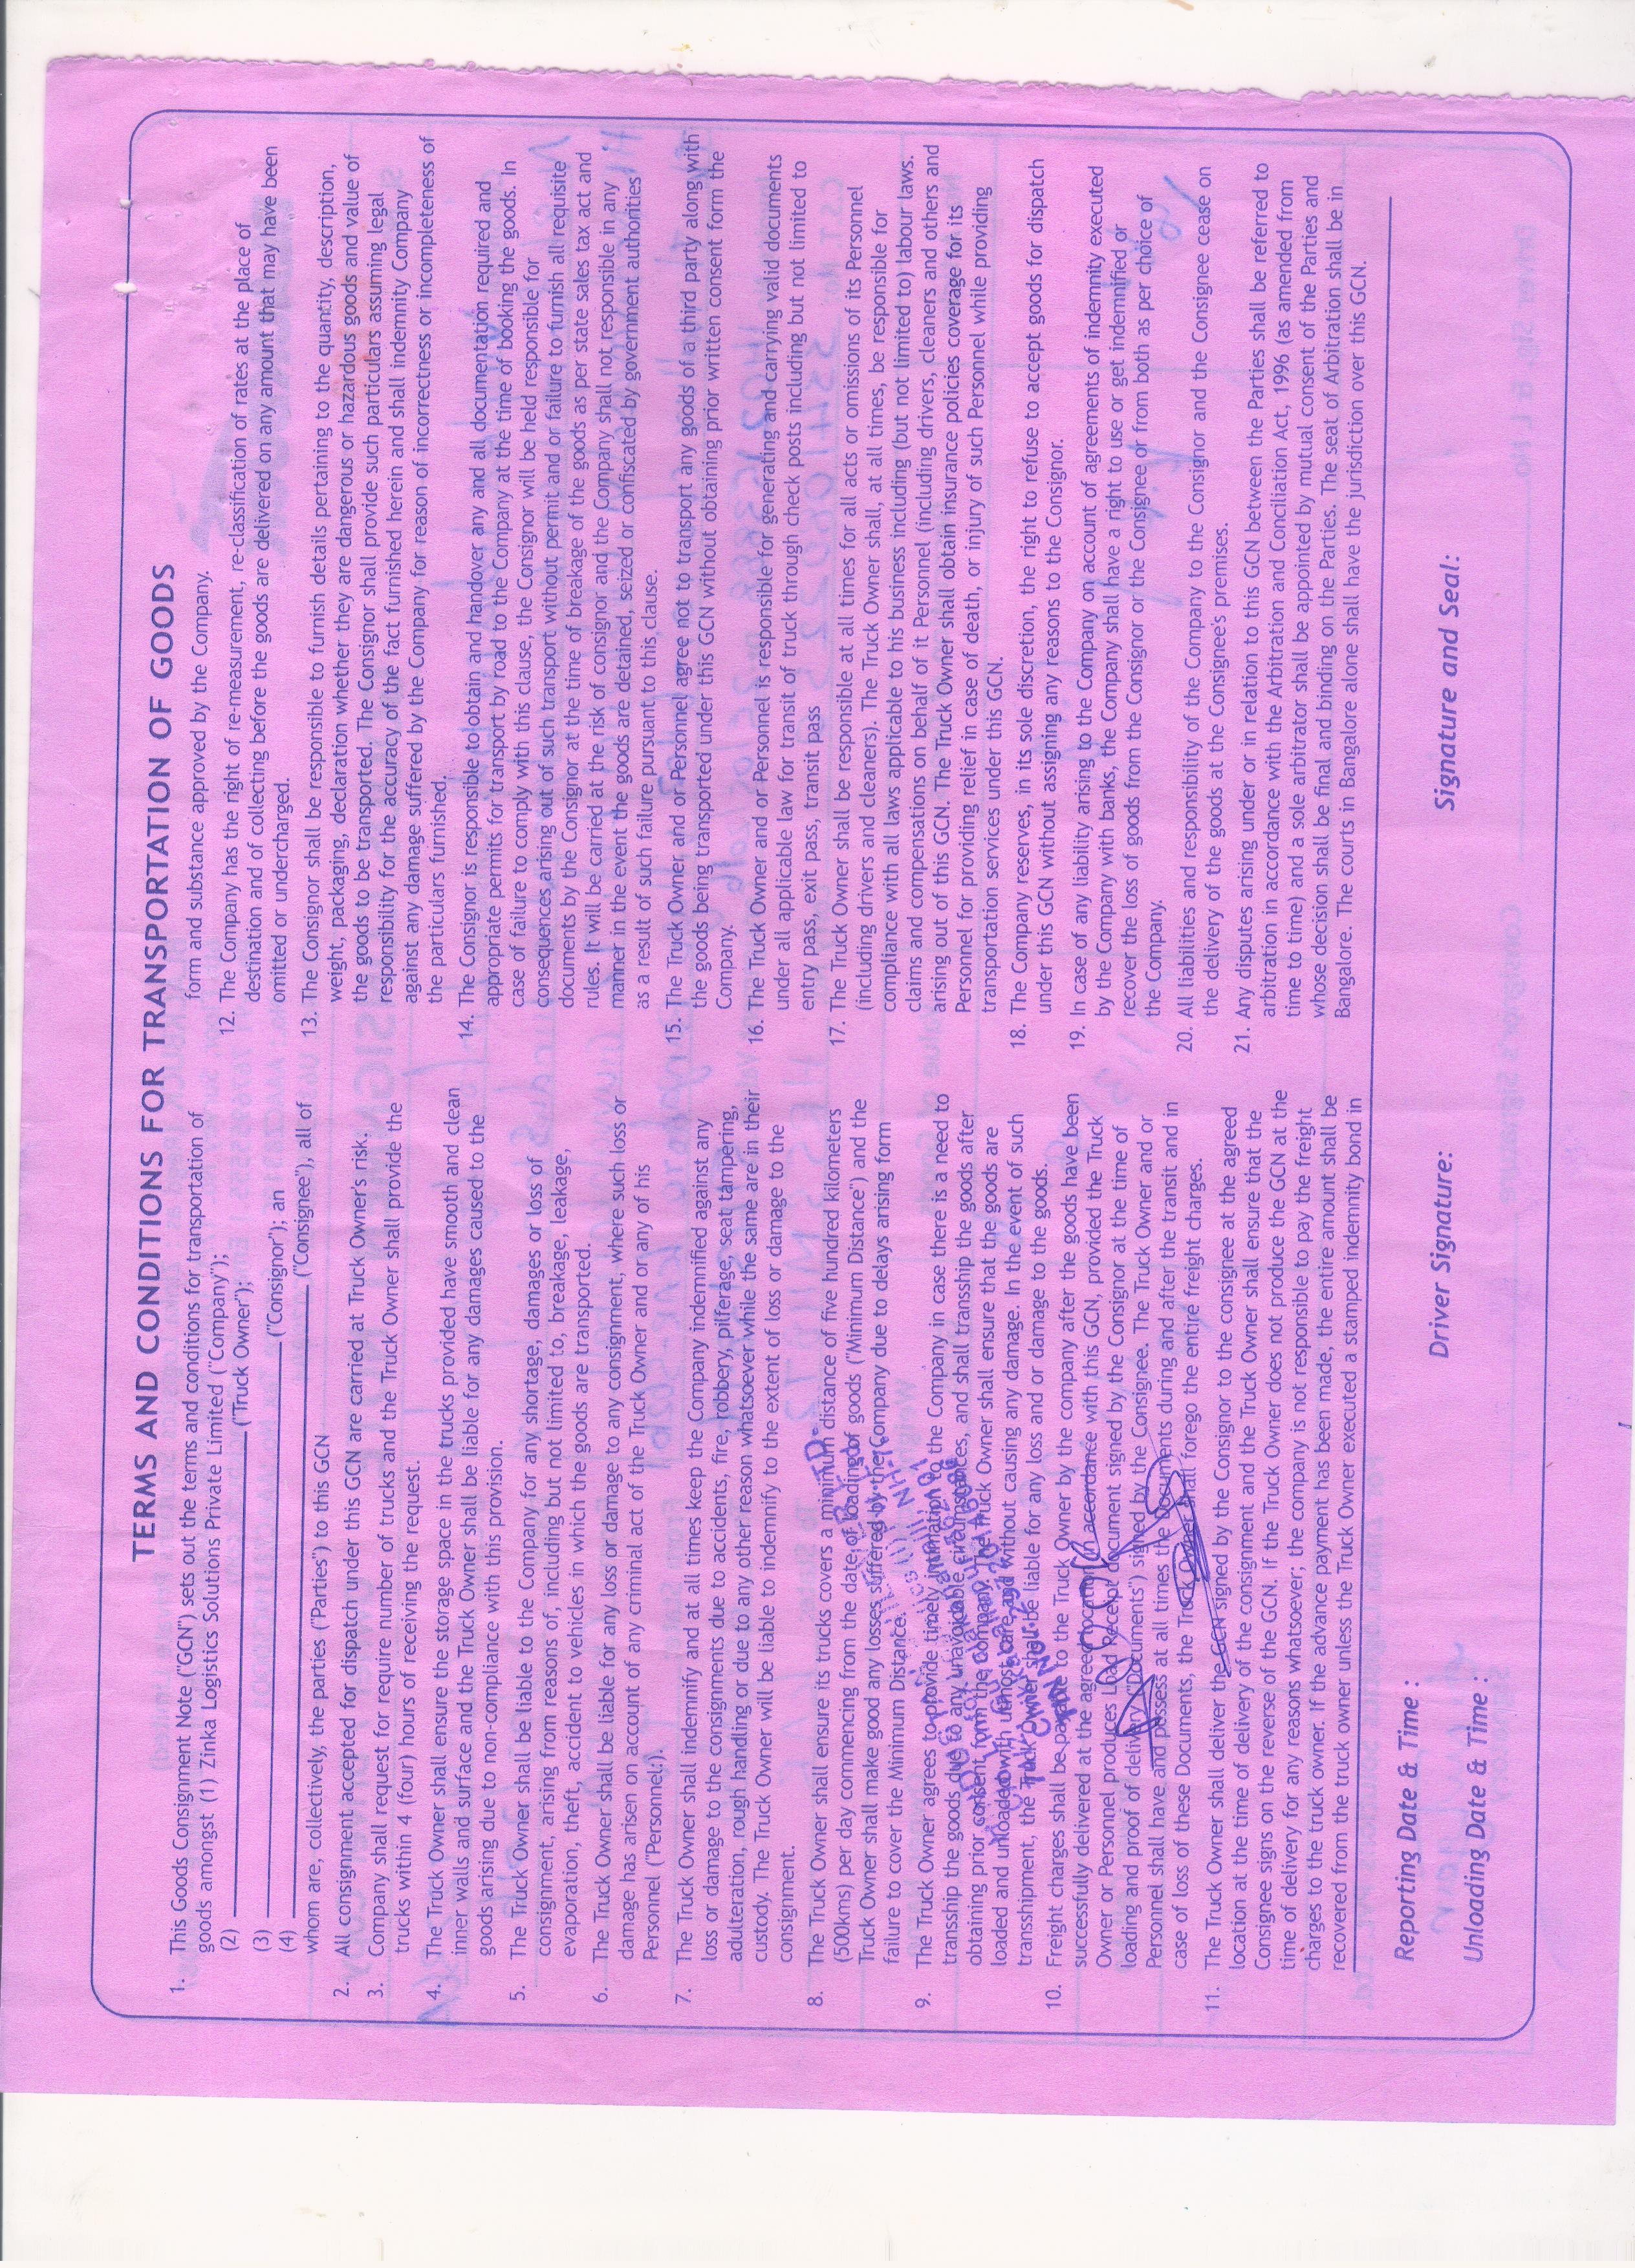 TERMS AND CONDITIONS FOR TRANSPORTATION OF GOODS
1. This Goods Consignment Note ("GCN") sets out the terms and conditions for transportation of
goods amongst (1) Zinka Logistics Solutions Private Limited ("Company");
(2) ("Truck Owner");
(3) ("Consignor"); an
(4) ("Consignee"), all of
whom are, collectively, the parties ("Parties") to this GCN
2. All consignment accepted for dispatch under this GCN are carried at Truck Owner's risk.
3. Company shall request for require number of trucks and the Truck Owner shall provide the
trucks within 4 (four) hours of receiving the request.
4. The Truck Owner shall ensure the storage space in the trucks provided have smooth and clean
inner walls and surface and the Truck Owner shall be liable for any damages caused to the
goods arising due to non-compliance with this provision.
5. The Truck Owner shall be liable to the Company for any shortage, damages or loss of
consignment, arising from reasons of, including but not limited to, breakage, leakage,
evaporation, theft, accident to vehicles in which the goods are transported.
6. The Truck Owner shall be liable for any loss or damage to any consignment, where such loss or
damage has arisen on account of any criminal act of the Truck Owner and or any of his
Personnel ("Personnel:).
7. The Truck Owner shall indemnify and at all times keep the Company indemnified against any
loss or damage to the consignments due to accidents, fire, robbery, pilferage, seat tampering,
adulteration, rough handling or due to any other reason whatsoever while the same are in their
custody. The Truck Owner will be liable to indemnify to the extent of loss or damage to the
consignment.
8. The Truck Owner shall ensure its trucks covers a minimum distance of five hundred kilometers
(500kms) per day commencing from the date of loading of goods ("Minimum Distance") and the
Truck Owner shall make good any losses suffered by the Company due to delays arising form
failure to cover the Minimum Distance.
9. The Truck Owner agrees to provide timely intimation to the Company in case there is a need to
transship the goods due to any unavoidable circumstances, and shall transship the goods after
obtaining prior consent form the Company. The Truck Owner shall ensure that the goods are
loaded and unloaded with utmost care and without causing any damage. In the event of such
transshipment, the Truck Owner shall be liable for any loss and or damage to the goods.
10. Freight charges shall be payable to the Truck Owner by the company after the goods have been
successfully delivered at the agreed location in accordance with this GCN, provided the Truck
Owner or Personnel produces Load Receipt document signed by the Consignor at the time of
loading and proof of delivery ("Documents") signed by the Consignee. The Truck Owner and or
Personnel shall have and possess at all times the Documents during and after the transit and in
case of loss of these Documents, the Truck Owner shall forego the entire freight charges.
11. The Truck Owner shall deliver the GCN signed by the Consignor to the consignee at the agreed
location at the time of delivery of the consignment and the Truck Owner shall ensure that the
Consignee signs on the reverse of the GCN. If the Truck Owner does not produce the GCN at the
time of delivery for any reasons whatsoever; the company is not responsible to pay the freight
charges to the truck owner. If the advance payment has been made, the entire amount shall be
recovered from the truck owner unless the Truck Owner executed a stamped indemnity bond in
form and substance approved by the Company.
12. The Company has the right of re-measurement, re-classification of rates at the place of
destination and of collecting before the goods are delivered on any amount that may have been
omitted or undercharged.
13. The Consignor shall be responsible to furnish details pertaining to the quantity, description,
weight, packaging, declaration whether they are dangerous or hazardous goods and value of
the goods to be transported. The Consignor shall provide such particulars assuming legal
responsibility for the accuracy of the fact furnished herein and shall indemnity Company
against any damage suffered by the Company for reason of incorrectness or incompleteness of
the particulars furnished.
14. The Consignor is responsible to obtain and handover any and all documentation required and
appropriate permits for transport by road to the Company at the time of booking the goods. In
case of failure to comply with this clause, the Consignor will be held responsible for
consequences arising out of such transport without permit and or failure to furnish all requisite
documents by the Consignor at the time of breakage of the goods as per state sales tax act and
rules. It will be carried at the risk of consignor and the Company shall not responsible in any
manner in the event the goods are detained, seized or confiscated by government authorities
as a result of such failure pursuant to this clause.
15. The Truck Owner and or Personnel agree not to transport any goods of a third party along with
the goods being transported under this GCN without obtaining prior written consent form the
Company.
16. The Truck Owner and or Personnel is responsible for generating and carrying valid documents
under all applicable law for transit of truck through check posts including but not limited to
entry pass, exit pass, transit pass
17. The Truck Owner shall be responsible at all times for all acts or omissions of its Personnel
(including drivers and cleaners). The Truck Owner shall, at all times, be responsible for
compliance with all laws applicable to his business including (but not limited to) labour laws.
claims and compensations on behalf of it Personnel (including drivers, cleaners and others and
arising out of this GCN. The Truck Owner shall obtain insurance policies coverage for its
Personnel for providing relief in case of death, or injury of such Personnel while providing
transportation services under this GCN.
18. The Company reserves, in its sole discretion, the right to refuse to accept goods for dispatch
under this GCN without assigning any reasons to the Consignor.
19. In case of any liability arising to the Company on account of agreements of indemnity executed
by the Company with banks, the Company shall have a right to use or get indemnified or
recover the loss of goods from the Consignor or the Consignee or from both as per choice of
the Company.
20. All liabilities and responsibility of the Company to the Consignor and the Consignee cease on
the delivery of the goods at the Consignee's premises.
21. Any disputes arising under or in relation to this GCN between the Parties shall be referred to
arbitration in accordance with the Arbitration and Conciliation Act, 1996 (as amended from
time to time) and a sole arbitrator shall be appointed by mutual consent of the Parties and
whose decision shall be final and binding on the Parties. The seat of Arbitration shall be in
Bangalore. The courts in Bangalore alone shall have the jurisdiction over this GCN.
Reporting Date & Time :
Unloading Date & Time :
Driver Signature:
Signature and Seal: